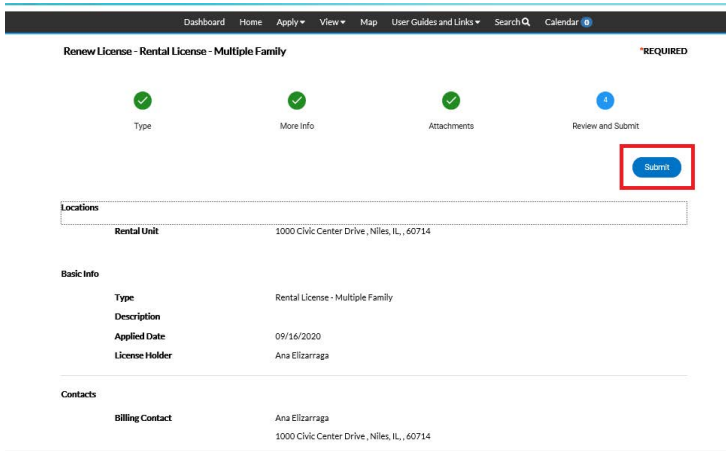 Dashboard Home Apply View Map User Guides and Links Search Calendar 0
Renew License - Rental License - Multiple Family *REQUIRED
4
Type More Info Attachments Review and Submit
Submit
Locations
Rental Unit 1000 Civic Center Drive , Niles, IL, , 60714
Basic Info
Type Rental License - Multiple Family
Description
Applied Date 09/16/2020
License Holder Ana Elizarraga
Contacts
Billing Contact Ana Elizarraga
1000 Civic Center Drive , Niles, IL, , 60714